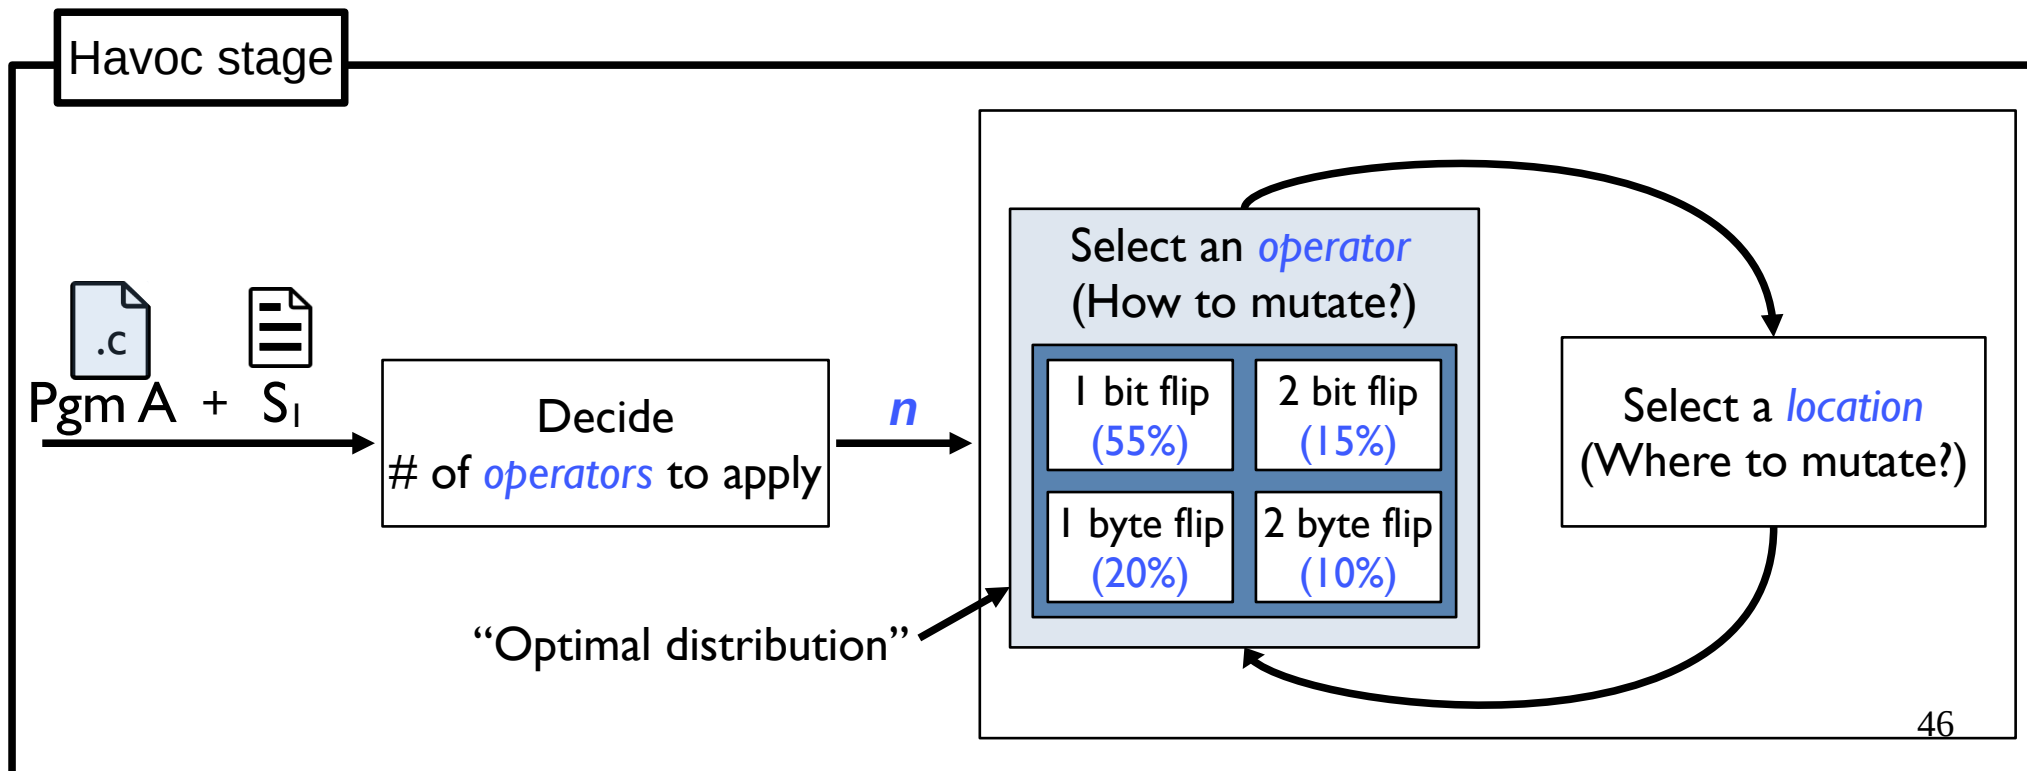 Havoc stage
.c
Pgm A + S₁
Decide
# of operators to apply
n
Select an operator
(How to mutate?)
1 bit flip
(55%)
2 bit flip
(15%)
1 byte flip
(20%)
2 byte flip
(10%)
“Optimal distribution”
Select a location
(Where to mutate?)
46